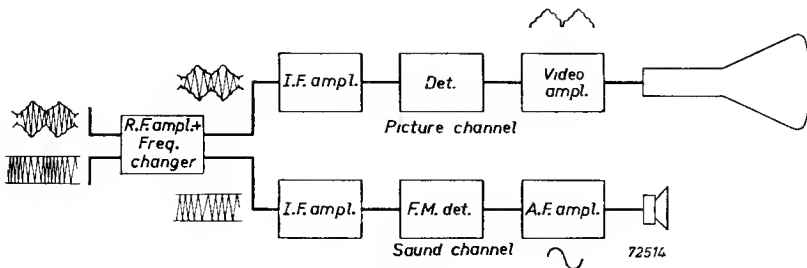 R.F. ampl.+
Freq.
changer
I.F. ampl.
Det.
Video
ampl.
Picture channel
I.F. ampl.
F.M. det.
A.F. ampl.
Sound channel
72514